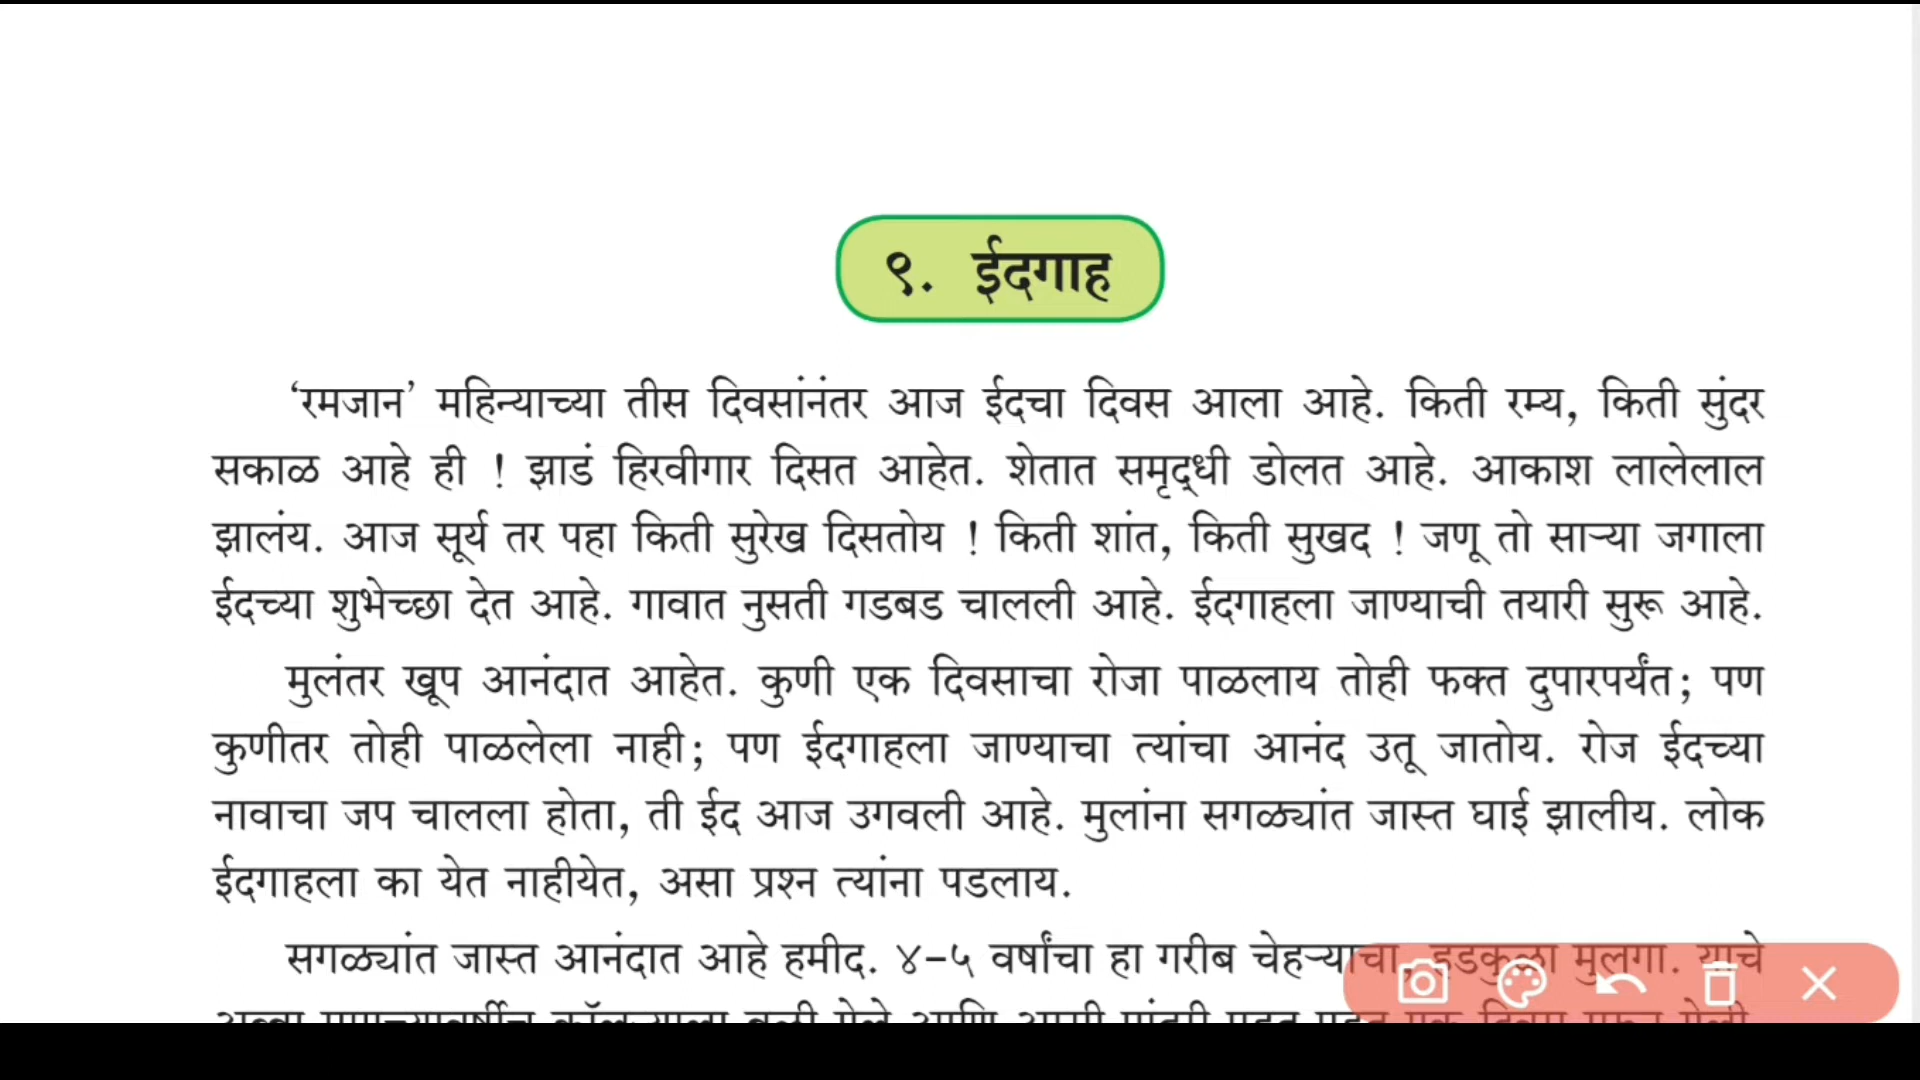 ९. ईदगाह
‘रमजान’ महिन्याच्या तीस दिवसांनंतर आज ईदचा दिवस आला आहे. किती रम्य, किती सुंदर
सकाळ आहे ही ! झाडं हिरवीगार दिसत आहेत. शेतात समृद्धी डोलत आहे. आकाश लालेलाल
झालंय. आज सूर्य तर पहा किती सुरेख दिसतोय ! किती शांत, किती सुखद ! जणू तो साऱ्या जगाला
ईदच्या शुभेच्छा देत आहे. गावात नुसती गडबड चालली आहे. ईदगाहला जाण्याची तयारी सुरू आहे.
मुलंतर खूप आनंदात आहेत. कुणी एक दिवसाचा रोजा पाळलाय तोही फक्त दुपारपर्यंत; पण
कुणीतर तोही पाळलेला नाही; पण ईदगाहला जाण्याचा त्यांचा आनंद उतू जातोय. रोज ईदच्या
नावाचा जप चालला होता, ती ईद आज उगवली आहे. मुलांना सगळ्यांत जास्त घाई झालीय. लोक
ईदगाहला का येत नाहीयेत, असा प्रश्न त्यांना पडलाय.
सगळ्यांत जास्त आनंदात आहे हमीद. ४-५ वर्षांचा हा गरीब चेहऱ्याचा, हडकुळा मुलगा. याचे